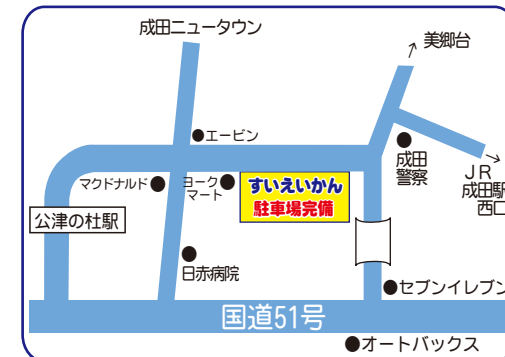 成田ニュータウン
美郷台
エービン
成田
警察
JR
成田駅
西口
マクドナルド
ヨーク
マート
すいえいかん
駐車場完備
公津の杜駅
日赤病院
セブンイレブン
国道51号
オートバックス